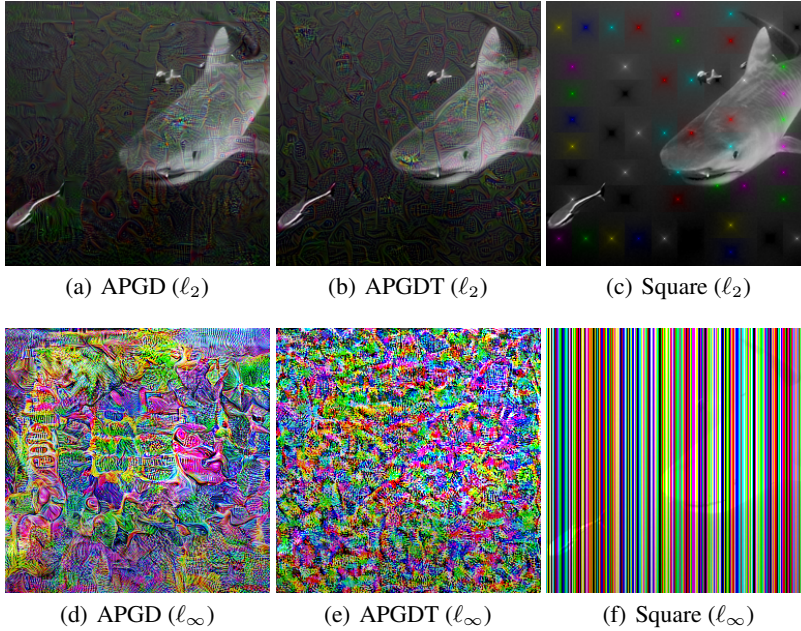 (a) APGD (ℓ₂)
(b) APGDT (ℓ₂)
(c) Square (ℓ₂)
(d) APGD (ℓ∞)
(e) APGDT (ℓ∞)
(f) Square (ℓ∞)